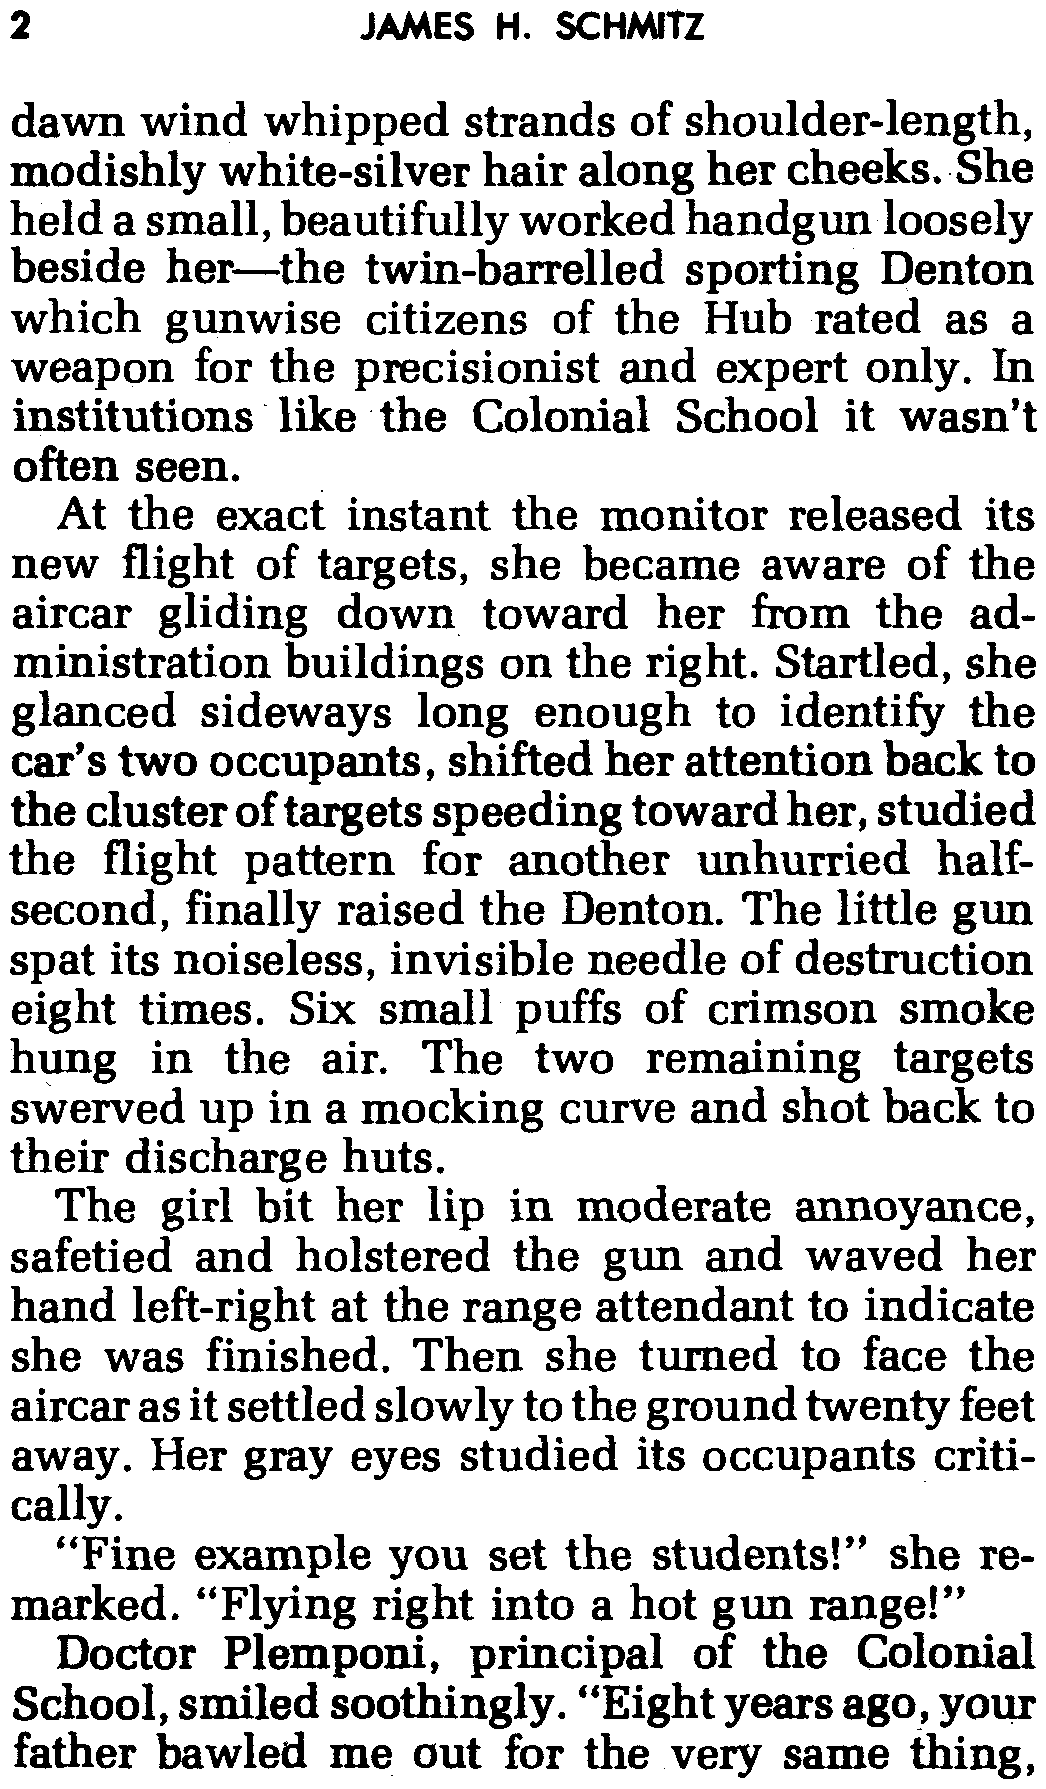 2 JAMES H. SCHMITZ
dawn wind whipped strands of shoulder-length,
modishly white-silver hair along her cheeks. She
held a small, beautifully worked handgun loosely
beside her—the twin-barrelled sporting Denton
which gunwise citizens of the Hub rated as a
weapon for the precisionist and expert only. In
institutions like the Colonial School it wasn't
often seen.
At the exact instant the monitor released its
new flight of targets, she became aware of the
aircar gliding down toward her from the ad-
ministration buildings on the right. Startled, she
glanced sideways long enough to identify the
car's two occupants, shifted her attention back to
the cluster of targets speeding toward her, studied
the flight pattern for another unhurried half-
second, finally raised the Denton. The little gun
spat its noiseless, invisible needle of destruction
eight times. Six small puffs of crimson smoke
hung in the air. The two remaining targets
swerved up in a mocking curve and shot back to
their discharge huts.
The girl bit her lip in moderate annoyance,
safetied and holstered the gun and waved her
hand left-right at the range attendant to indicate
she was finished. Then she turned to face the
aircar as it settled slowly to the ground twenty feet
away. Her gray eyes studied its occupants criti-
cally.
“Fine example you set the students!” she re-
marked. “Flying right into a hot gun range!”
Doctor Plemponi, principal of the Colonial
School, smiled soothingly. “Eight years ago, your
father bawled me out for the very same thing,